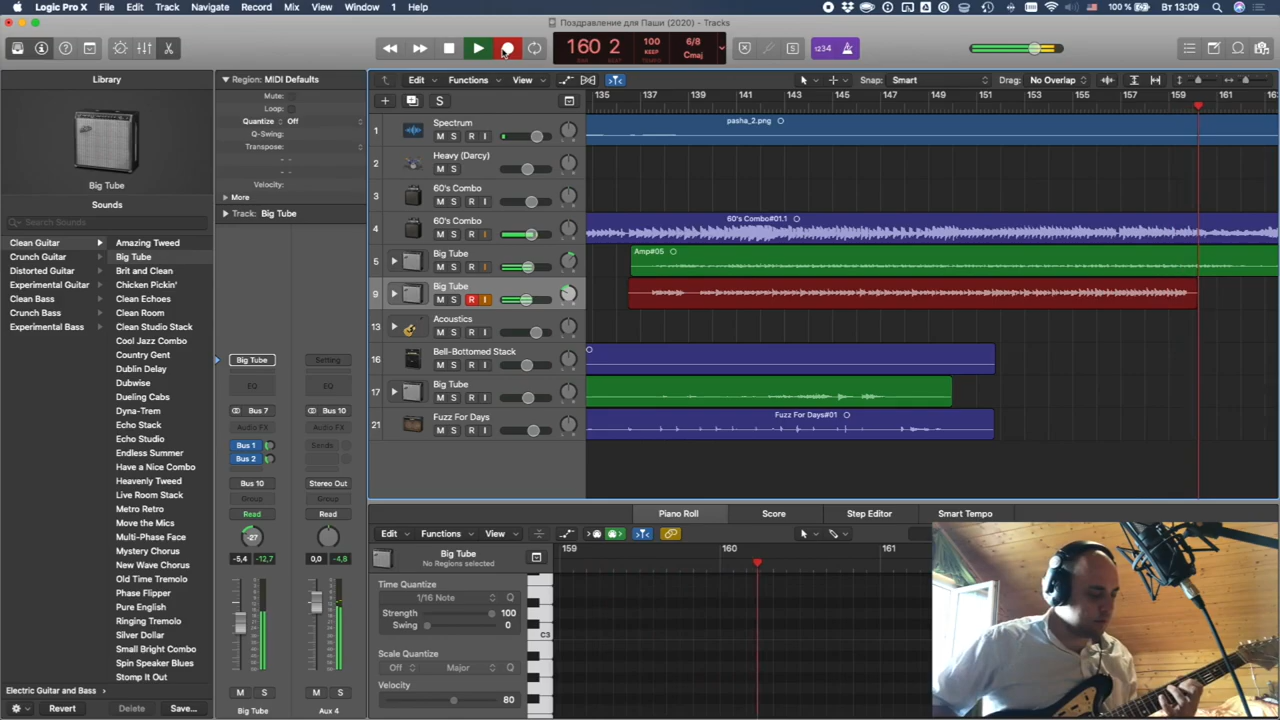 Logic Pro X File Edit Track Navigate Record Mix View Window 1 Help 100 % Вт 13:09
Поздравление для Паши (2020) - Tracks
160 2 100 6/8
BAR BEAT KEEP TEMPO Cmaj
1234
Library
Big Tube
Sounds
Search Sounds
Clean Guitar
Crunch Guitar
Distorted Guitar
Experimental Guitar
Clean Bass
Crunch Bass
Experimental Bass
Amazing Tweed
Big Tube
Brit and Clean
Chicken Pickin'
Clean Echoes
Clean Room
Clean Studio Stack
Cool Jazz Combo
Country Gent
Dublin Delay
Dubwise
Dueling Cabs
Dyna-Trem
Echo Stack
Echo Studio
Endless Summer
Have a Nice Combo
Heavenly Tweed
Live Room Stack
Metro Retro
Move the Mics
Multi-Phase Face
Mystery Chorus
New Wave Chorus
Old Time Tremolo
Phase Flipper
Pure English
Ringing Tremolo
Silver Dollar
Small Bright Combo
Spin Speaker Blues
Stomp It Out
Electric Guitar and Bass
Revert Delete Save...
Region: MIDI Defaults
Mute:
Loop:
Quantize Off
Q-Swing:
Transpose:
Velocity:
More
Track: Big Tube
Big Tube Setting
EQ EQ
Bus 7 Bus 10
Audio FX Audio FX
Bus 1 Sends
Bus 2
Bus 10 Stereo Out
Group Group
Read Read
-27
-5,4 -12,7 0,0 -4,8
M S M S
Big Tube Aux 4
Edit Functions View Snap: Smart Drag: No Overlap
S 135 137 139 141 143 145 147 149 151 153 155 157 159 161 163
1 Spectrum pasha_2.png
M S R I
2 Heavy (Darcy)
M S
3 60's Combo
M S R I
4 60's Combo 60's Combo#01.1
M S R I
5 Big Tube Amp#05
M S R I
9 Big Tube
M S R I
13 Acoustics
M S R I
16 Bell-Bottomed Stack
M S R I
17 Big Tube
M S R I
21 Fuzz For Days Fuzz For Days#01
M S R I
Piano Roll Score Step Editor Smart Tempo
Edit Functions View
Big Tube
No Regions selected
159 160 161
Time Quantize
1/16 Note Q
Strength 100
Swing 0
C3
Scale Quantize
Off Major Q
Velocity
80